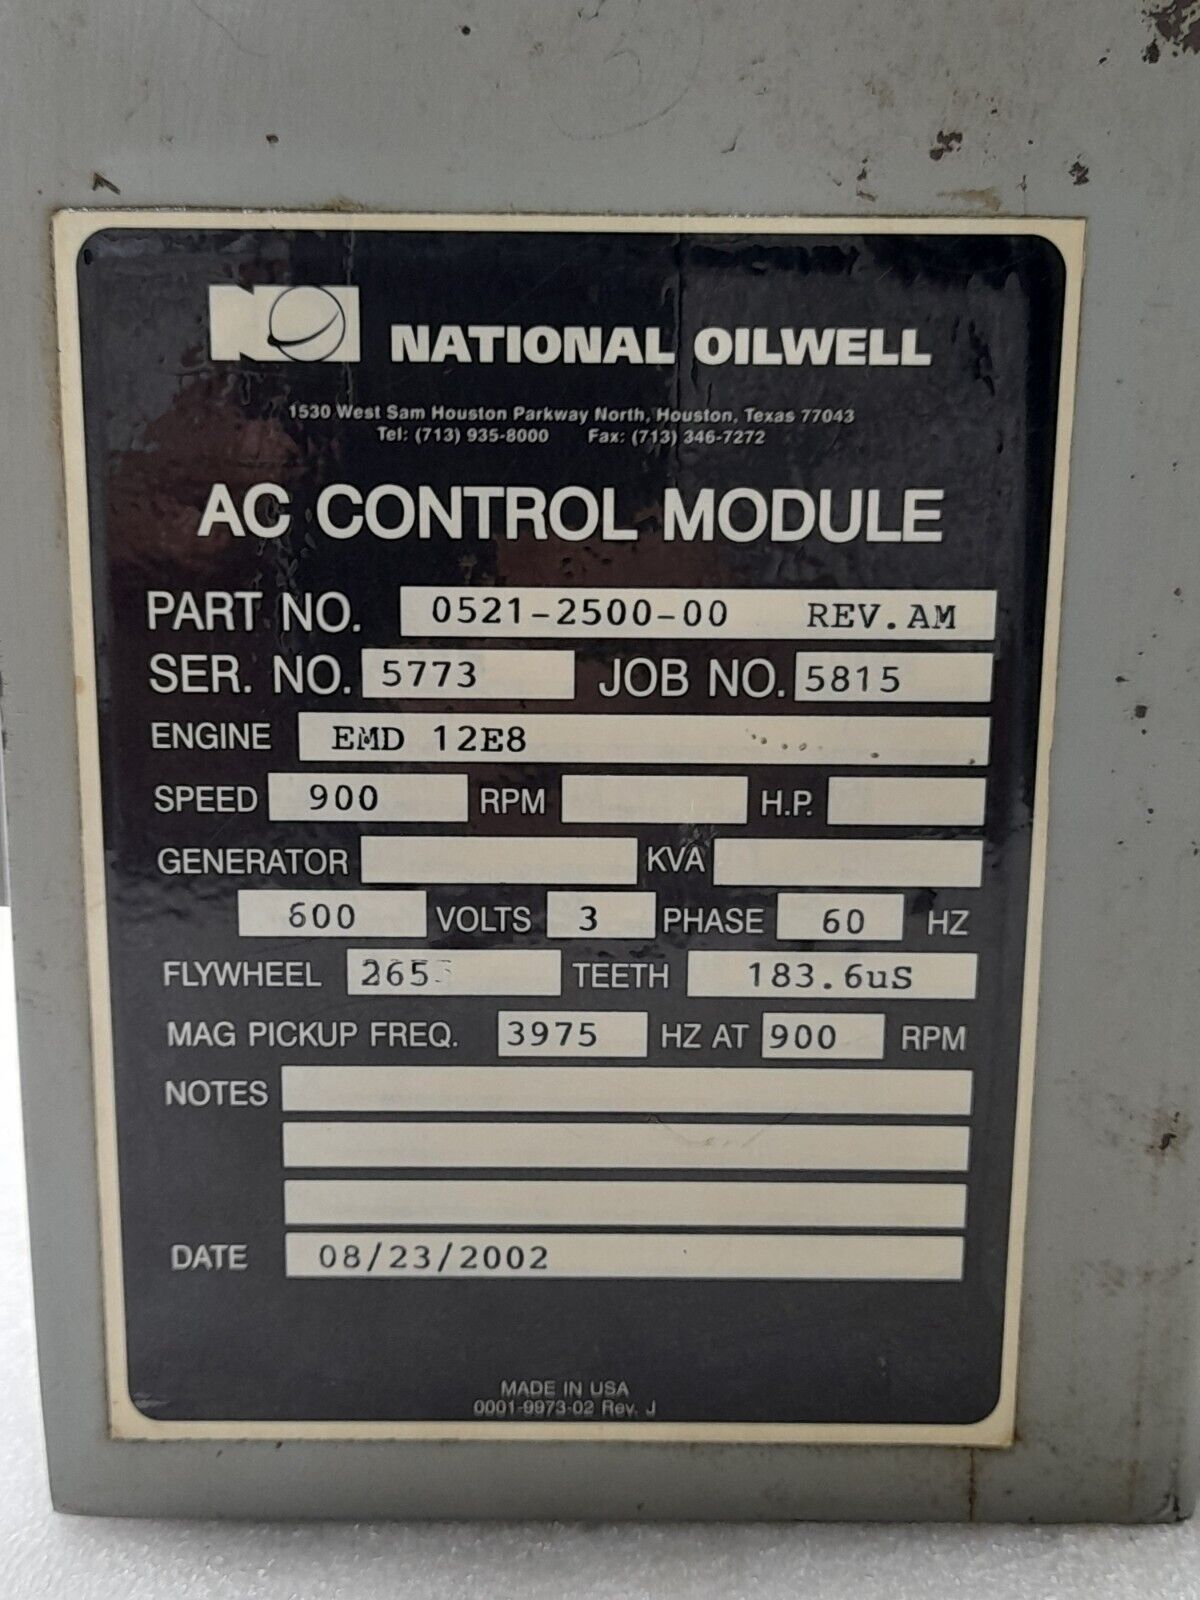 NATIONAL OILWELL
1530 West Sam Houston Parkway North, Houston, Texas 77043
Tel: (713) 935-8000 Fax: (713) 346-7272
AC CONTROL MODULE
PART NO. 0521-2500-00 REV.AM
SER. NO. 5773 JOB NO. 5815
ENGINE EMD 12E8
SPEED 900 RPM H.P.
GENERATOR KVA
600 VOLTS 3 PHASE 60 HZ
FLYWHEEL TEETH 183.6uS
MAG PICKUP FREQ. 3975 HZ AT 900 RPM
NOTES
DATE 08/23/2002
MADE IN USA
0001-9973-02 Rev. J